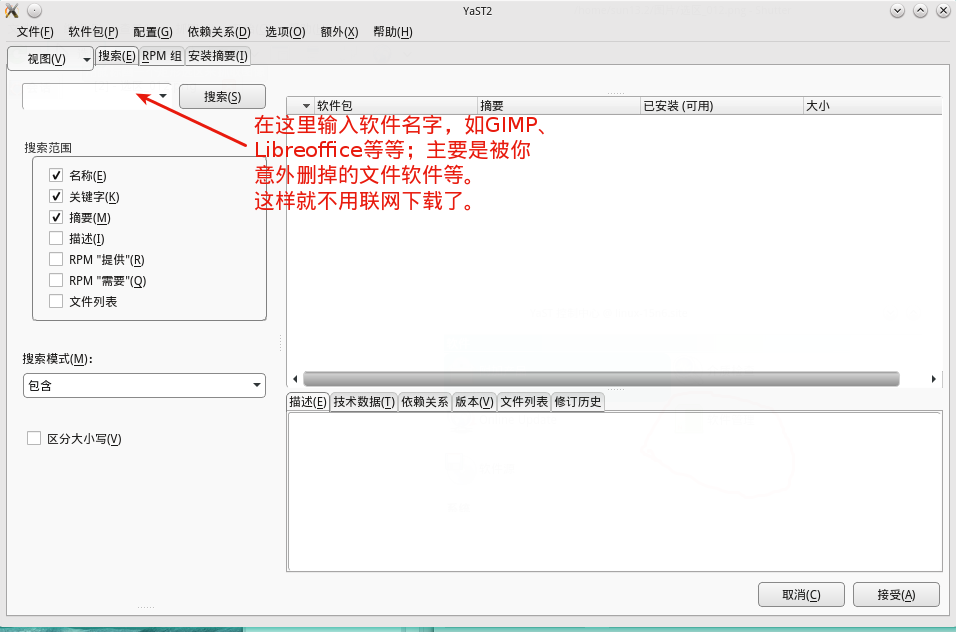 YaST2
文件(F) 软件包(P) 配置(G) 依赖关系(D) 选项(O) 额外(X) 帮助(H)
视图(V) 搜索(E) RPM 组 安装摘要(I)
搜索(S)
软件包 摘要 已安装 (可用) 大小
在这里输入软件名字，如GIMP、
Libreoffice等等；主要是被你
意外删掉的文件软件等。
这样就不用联网下载了。
搜索范围
名称(E)
关键字(K)
摘要(M)
描述(I)
RPM "提供"(R)
RPM "需要"(Q)
文件列表
搜索模式(M)：
包含
区分大小写(V)
描述(E) 技术数据(T) 依赖关系 版本(V) 文件列表 修订历史
取消(C) 接受(A)